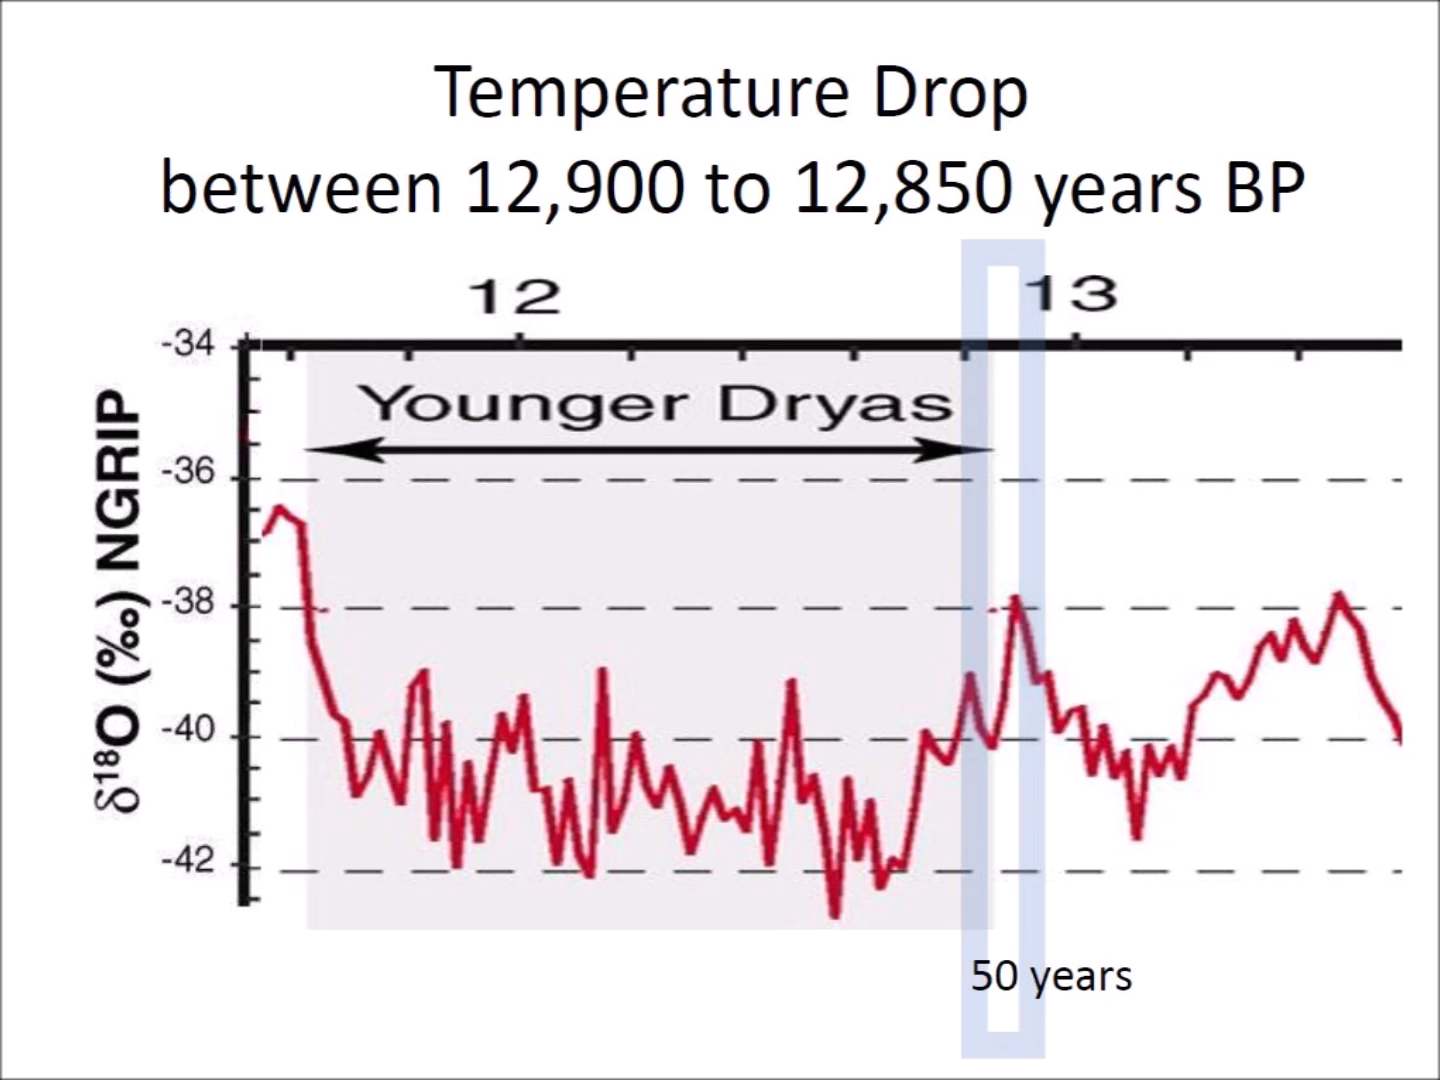 Temperature Drop
between 12,900 to 12,850 years BP
12
13
-34
Younger Dryas
-36
-38
-40
-42
δ18O (‰) NGRIP
50 years